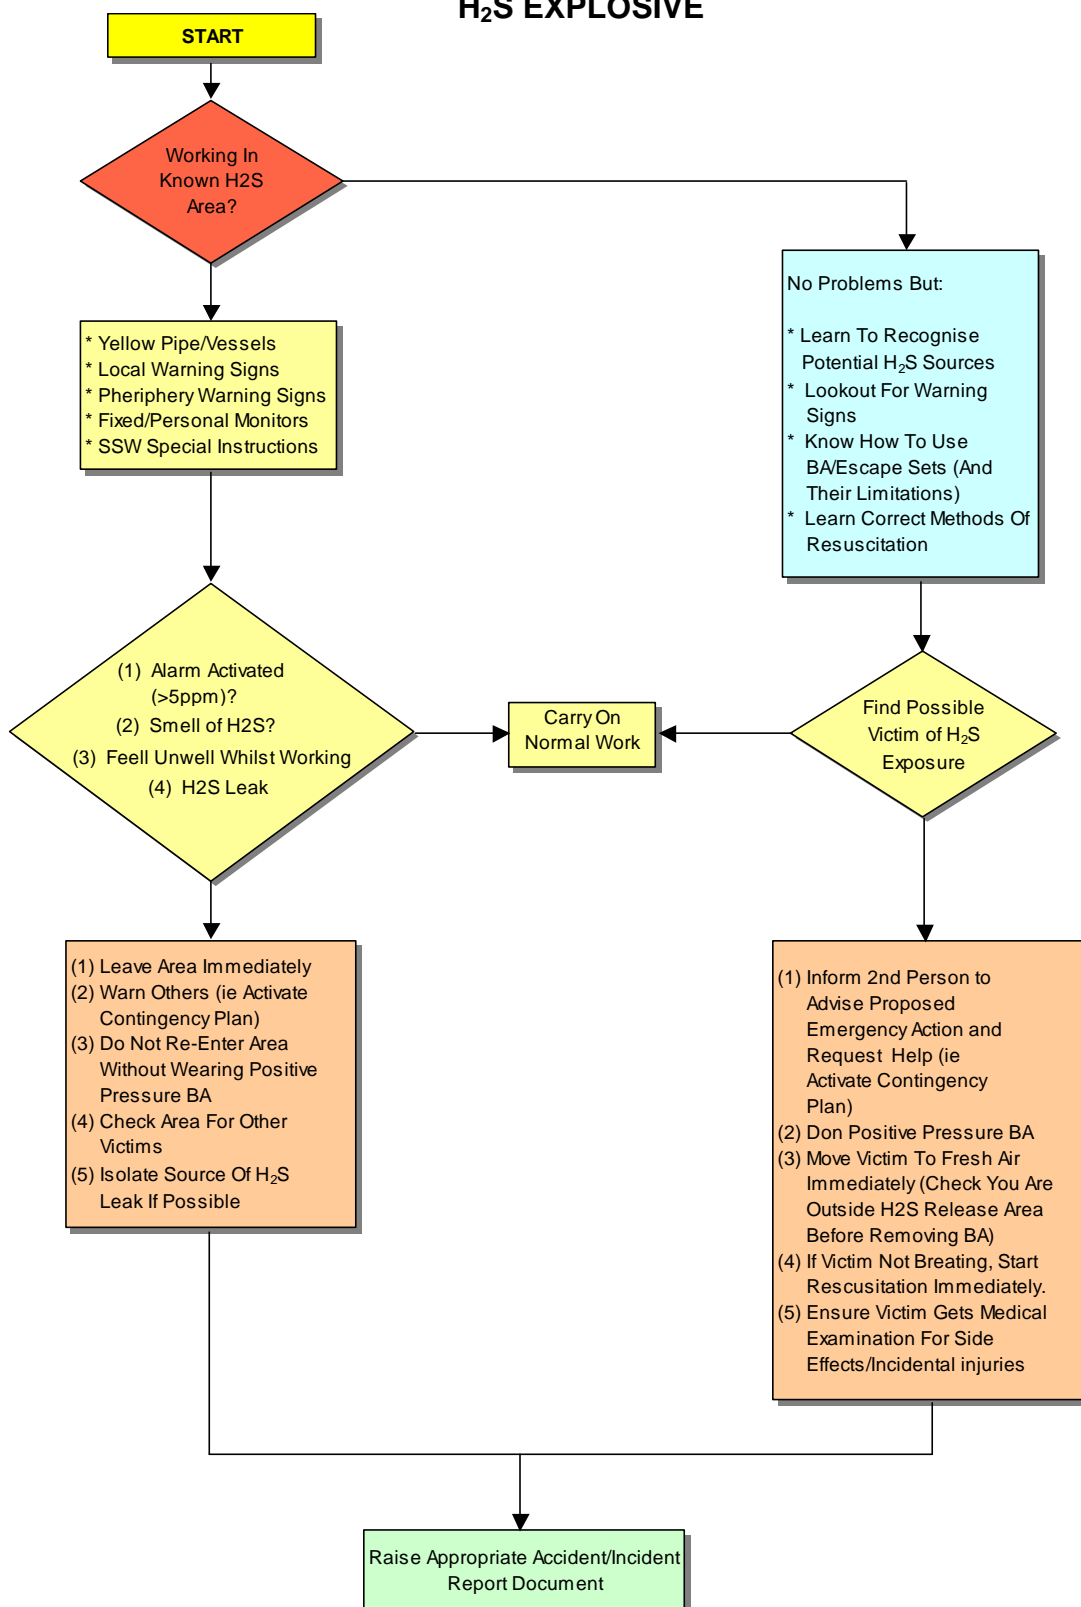 H₂S EXPLOSIVE
START
Working In
Known H2S
Area?
* Yellow Pipe/Vessels
* Local Warning Signs
* Pheriphery Warning Signs
* Fixed/Personal Monitors
* SSW Special Instructions
No Problems But:
* Learn To Recognise
Potential H₂S Sources
* Lookout For Warning
Signs
* Know How To Use
BA/Escape Sets (And
Their Limitations)
* Learn Correct Methods Of
Resuscitation
(1) Alarm Activated
(>5ppm)?
(2) Smell of H2S?
(3) Feell Unwell Whilst Working
(4) H2S Leak
Carry On
Normal Work
Find Possible
Victim of H₂S
Exposure
(1) Leave Area Immediately
(2) Warn Others (ie Activate
Contingency Plan)
(3) Do Not Re-Enter Area
Without Wearing Positive
Pressure BA
(4) Check Area For Other
Victims
(5) Isolate Source Of H₂S
Leak If Possible
(1) Inform 2nd Person to
Advise Proposed
Emergency Action and
Request Help (ie
Activate Contingency
Plan)
(2) Don Positive Pressure BA
(3) Move Victim To Fresh Air
Immediately (Check You Are
Outside H2S Release Area
Before Removing BA)
(4) If Victim Not Breating, Start
Rescusitation Immediately.
(5) Ensure Victim Gets Medical
Examination For Side
Effects/Incidental injuries
Raise Appropriate Accident/Incident
Report Document